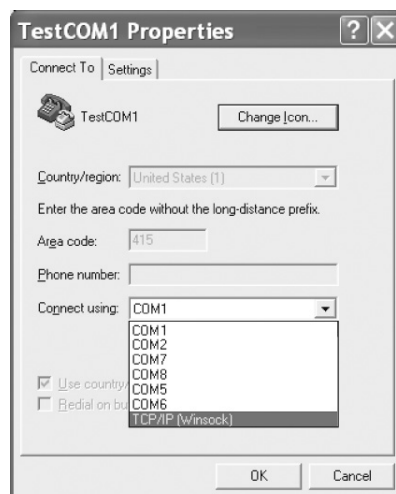 TestCOM1 Properties
Connect To Settings
TestCOM1
Change Icon...
Country/region: United States (1)
Enter the area code without the long-distance prefix.
Area code: 415
Phone number:
Connect using: COM1
COM1
COM2
COM7
COM8
Use country/
COM5
Redial on bu
COM6
TCP/IP (Winsock)
OK Cancel